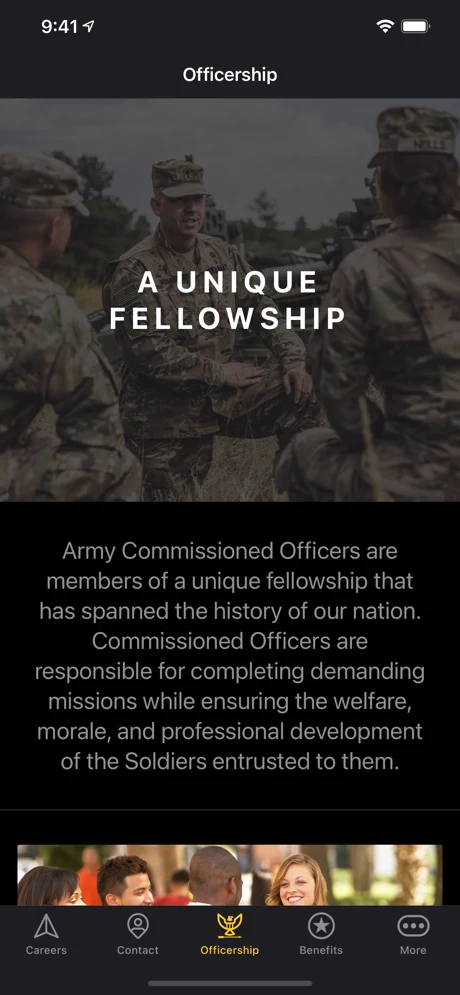 9:41
Officership
A UNIQUE
FELLOWSHIP
NELLS
Army Commissioned Officers are
members of a unique fellowship that
has spanned the history of our nation.
Commissioned Officers are
responsible for completing demanding
missions while ensuring the welfare,
morale, and professional development
of the Soldiers entrusted to them.
Careers
Contact
Officership
Benefits
More